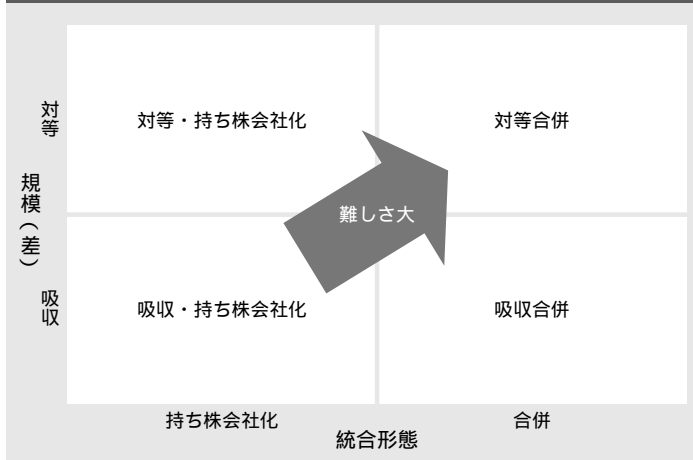 対等
対等・持ち株会社化
対等合併
難しさ大
規模（差）
吸収
吸収・持ち株会社化
吸収合併
持ち株会社化
合併
統合形態